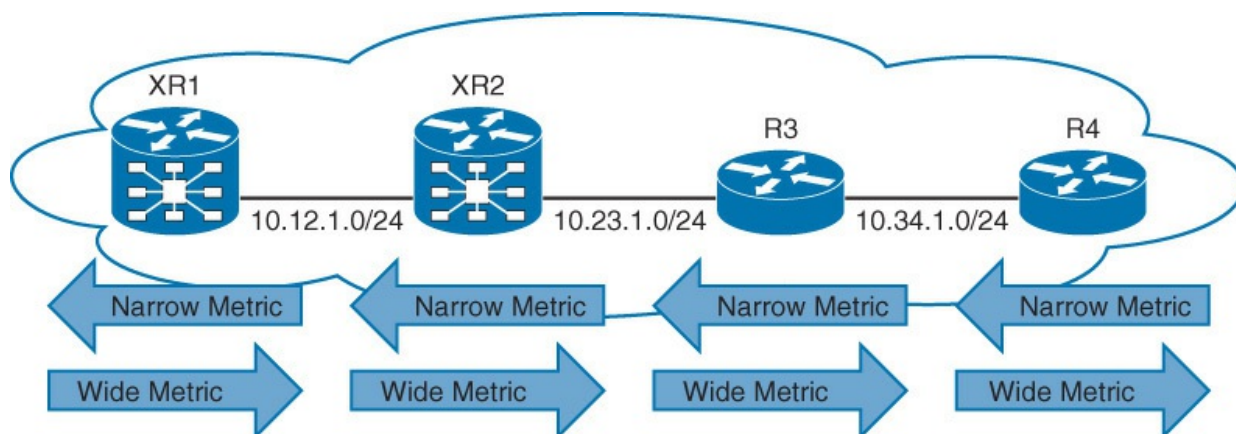 XR1
XR2
R3
R4
10.12.1.0/24
10.23.1.0/24
10.34.1.0/24
Narrow Metric
Narrow Metric
Narrow Metric
Narrow Metric
Wide Metric
Wide Metric
Wide Metric
Wide Metric